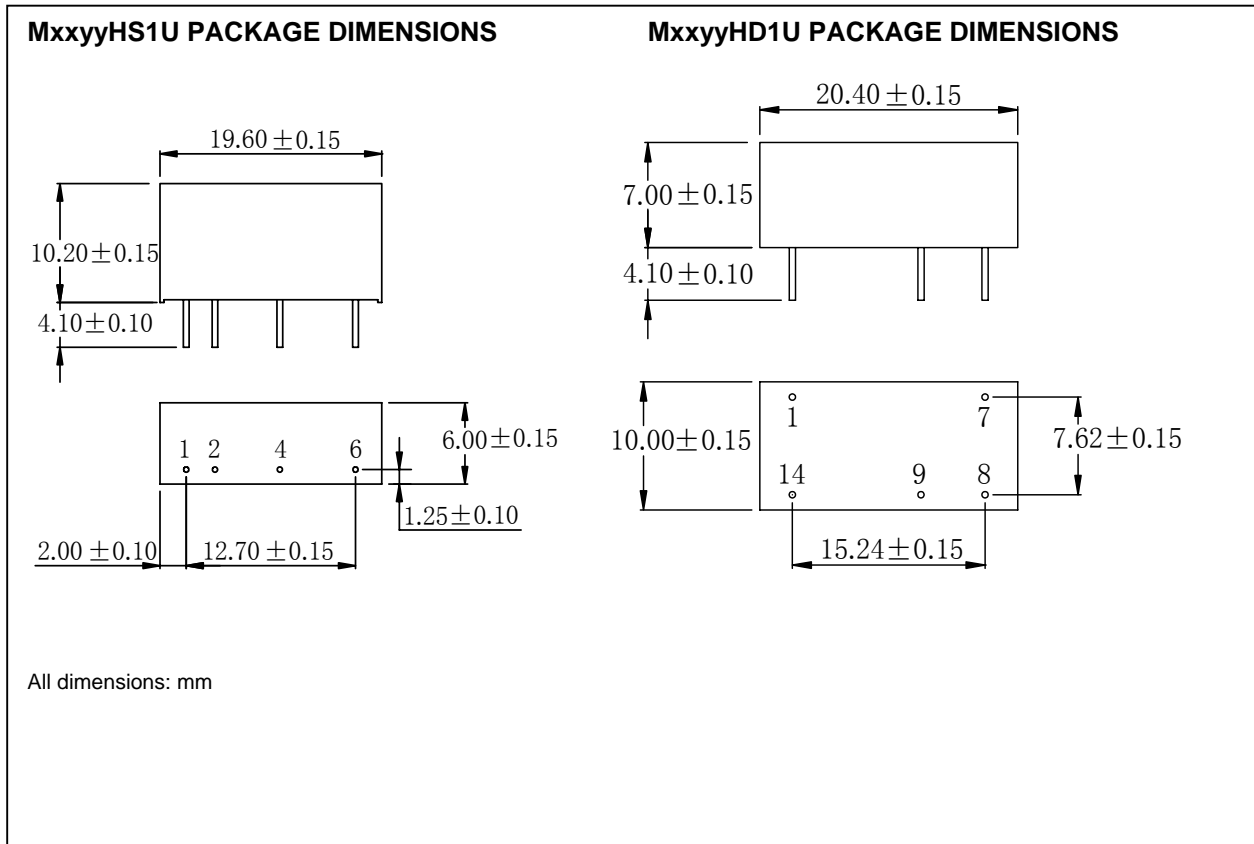 MxxyyHS1U PACKAGE DIMENSIONS
19.60±0.15
10.20±0.15
4.10±0.10
1 2 4 6
6.00±0.15
1.25±0.10
2.00±0.10
12.70±0.15
All dimensions: mm
MxxyyHD1U PACKAGE DIMENSIONS
20.40±0.15
7.00±0.15
4.10±0.10
1 7
10.00±0.15
7.62±0.15
14 9 8
15.24±0.15